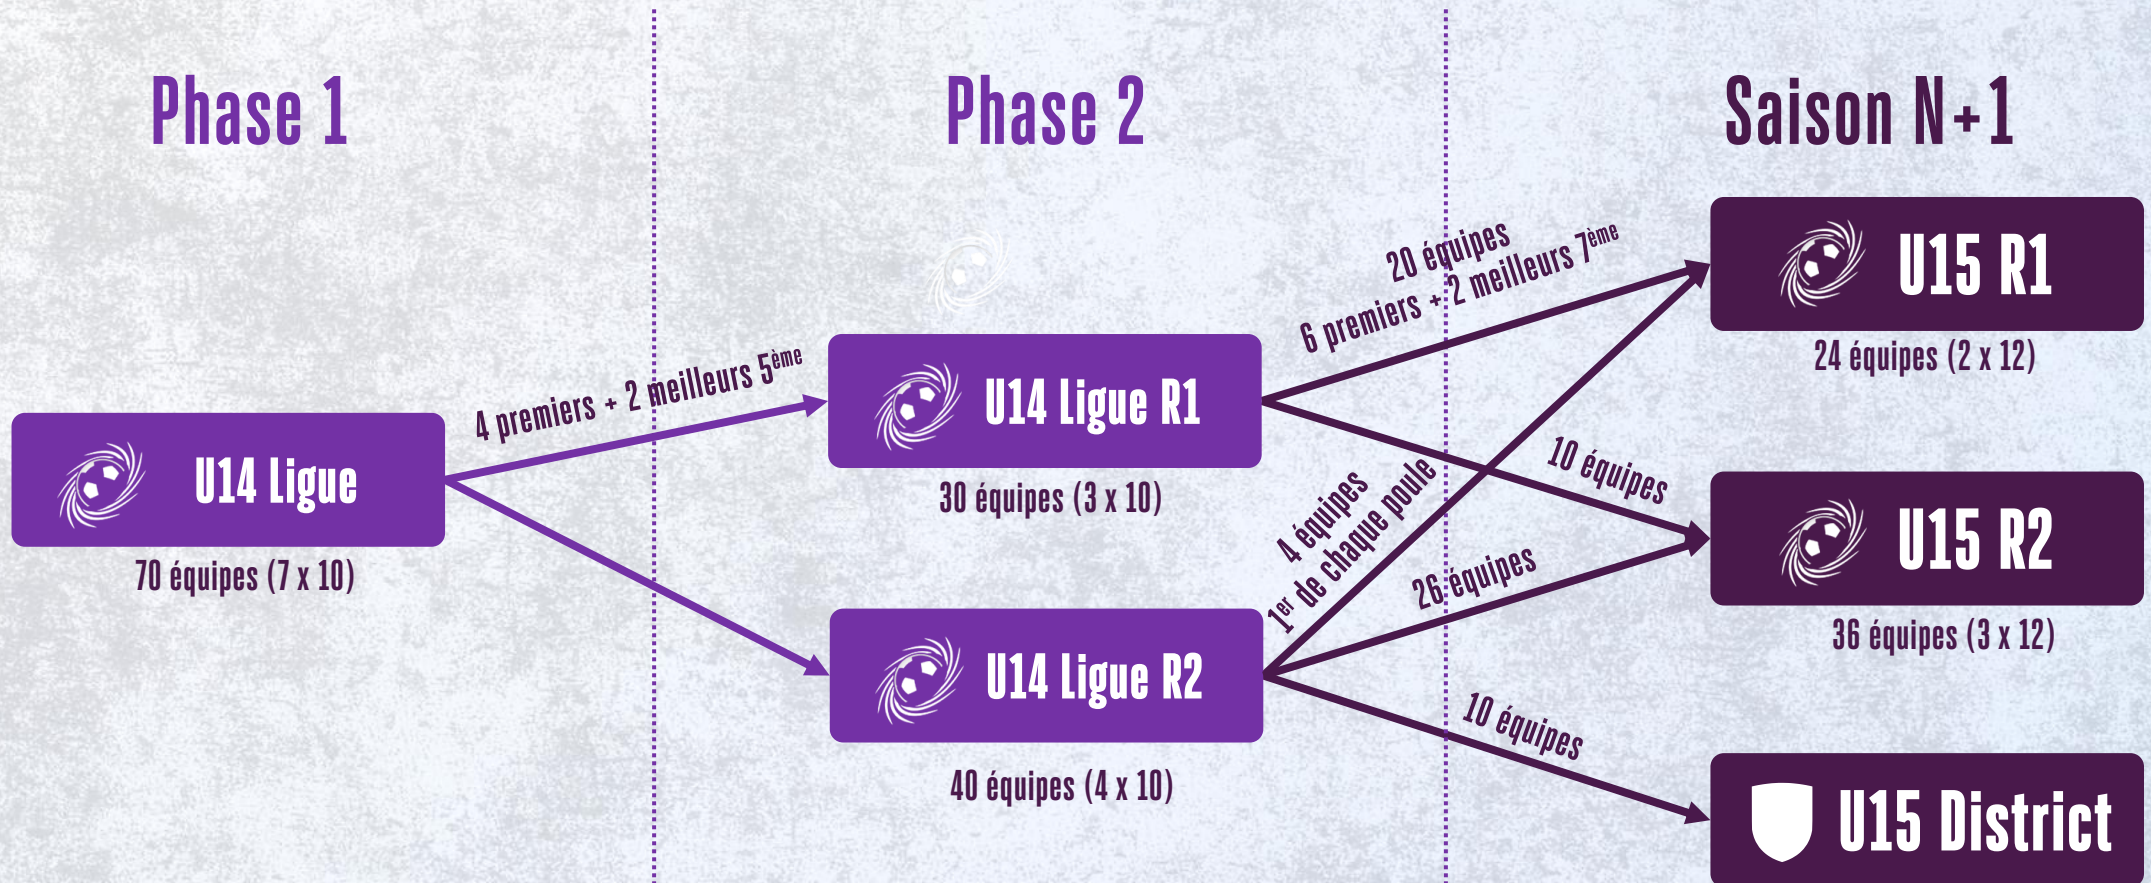 Phase 1
Phase 2
Saison N+1
U14 Ligue
70 équipes (7 x 10)
4 premiers + 2 meilleurs 5ème
U14 Ligue R1
30 équipes (3 x 10)
U14 Ligue R2
40 équipes (4 x 10)
20 équipes
6 premiers + 2 meilleurs 7ème
10 équipes
4 équipes
1er de chaque poule
26 équipes
10 équipes
U15 R1
24 équipes (2 x 12)
U15 R2
36 équipes (3 x 12)
U15 District